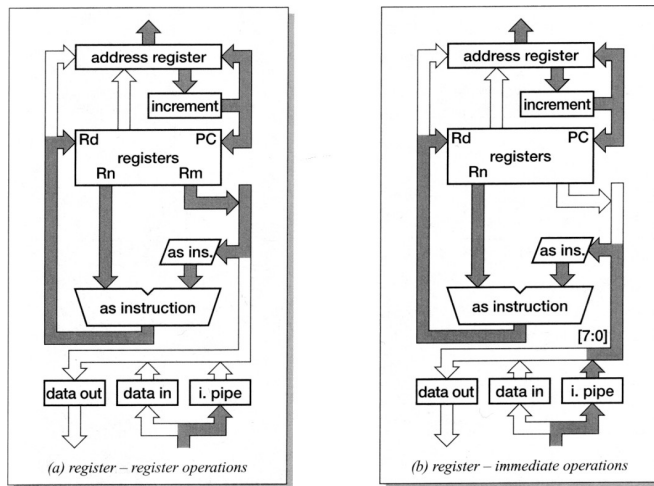 address register
increment
Rd PC
registers
Rn Rm
as ins.
as instruction
data out data in i. pipe
(a) register – register operations
address register
increment
Rd PC
registers
Rn
as ins.
as instruction
[7:0]
data out data in i. pipe
(b) register – immediate operations